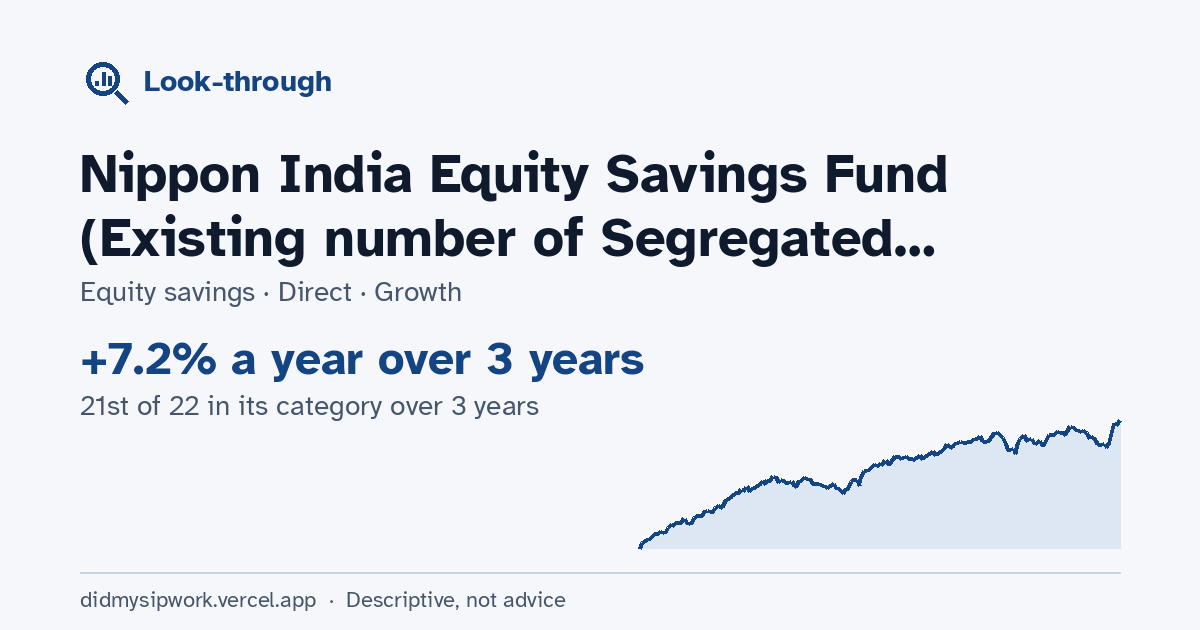 Look-through
Nippon India Equity Savings Fund
(Existing number of Segregated...
Equity savings · Direct · Growth
+7.2% a year over 3 years
21st of 22 in its category over 3 years
didmysipwork.vercel.app · Descriptive, not advice